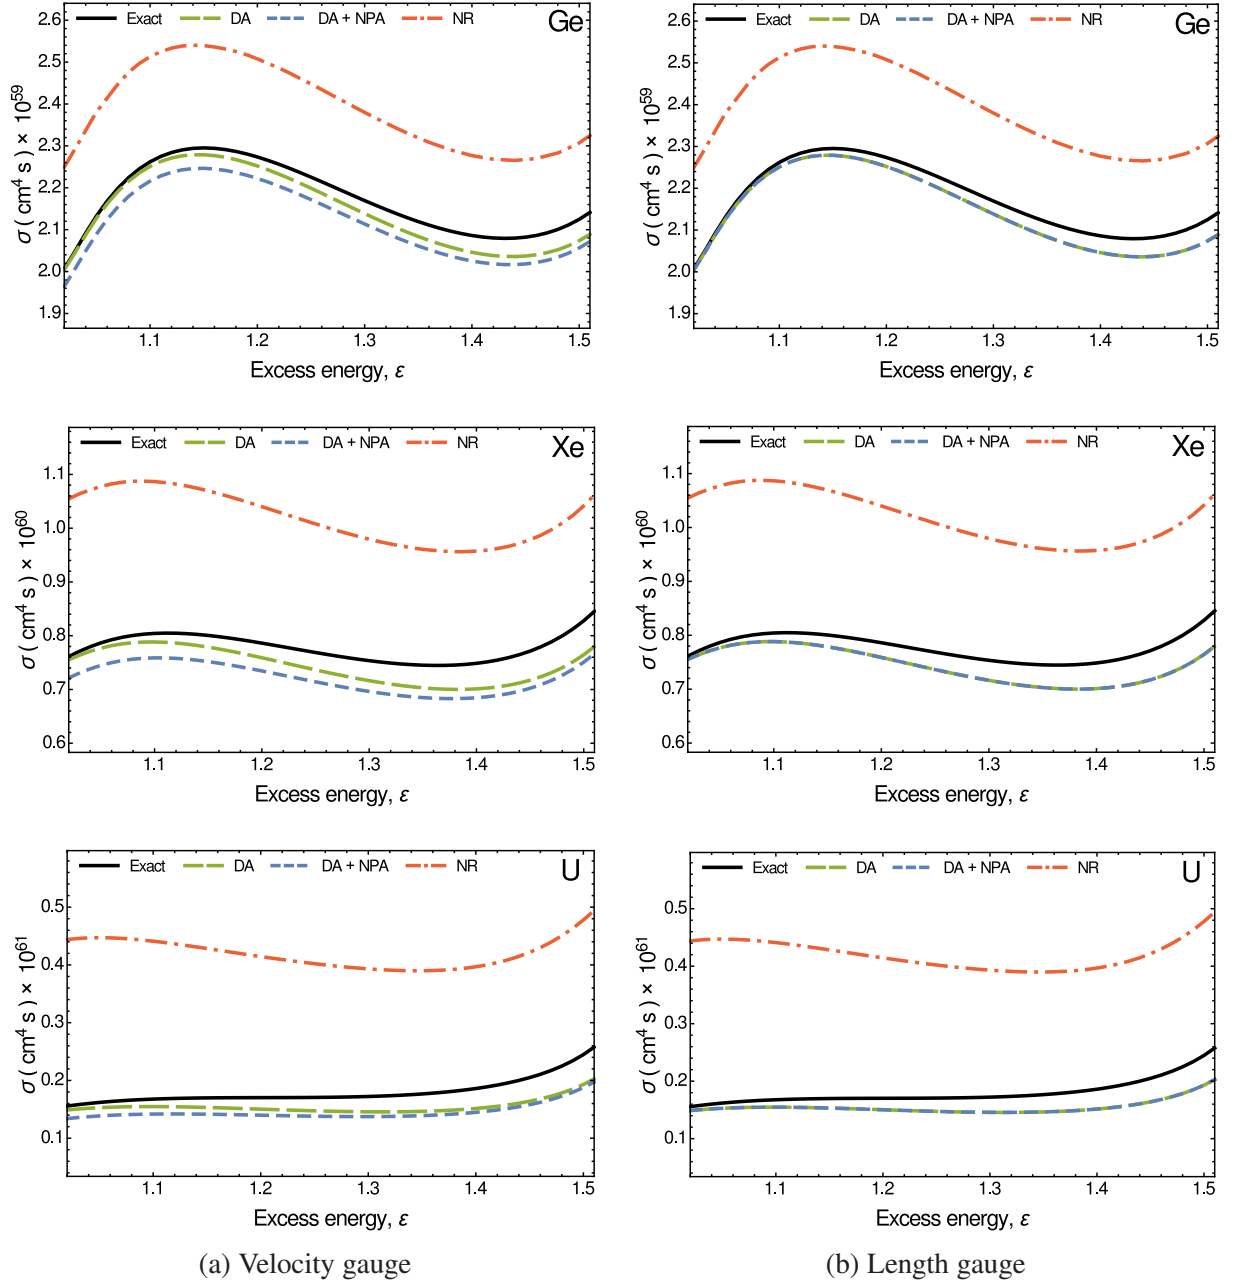 Exact DA DA + NPA NR Ge
2.6
2.5
2.4
2.3
2.2
2.1
2.0
1.9
σ ( cm⁴ s ) × 10⁵⁹
1.1 1.2 1.3 1.4 1.5
Excess energy, ε
Exact DA DA + NPA NR Ge
2.6
2.5
2.4
2.3
2.2
2.1
2.0
1.9
σ ( cm⁴ s ) × 10⁵⁹
1.1 1.2 1.3 1.4 1.5
Excess energy, ε
Exact DA DA + NPA NR Xe
1.1
1.0
0.9
0.8
0.7
0.6
σ ( cm⁴ s ) × 10⁶⁰
1.1 1.2 1.3 1.4 1.5
Excess energy, ε
Exact DA DA + NPA NR Xe
1.1
1.0
0.9
0.8
0.7
0.6
σ ( cm⁴ s ) × 10⁶⁰
1.1 1.2 1.3 1.4 1.5
Excess energy, ε
Exact DA DA + NPA NR U
0.5
0.4
0.3
0.2
0.1
σ ( cm⁴ s ) × 10⁶¹
1.1 1.2 1.3 1.4 1.5
Excess energy, ε
Exact DA DA + NPA NR U
0.5
0.4
0.3
0.2
0.1
σ ( cm⁴ s ) × 10⁶¹
1.1 1.2 1.3 1.4 1.5
Excess energy, ε
(a) Velocity gauge
(b) Length gauge